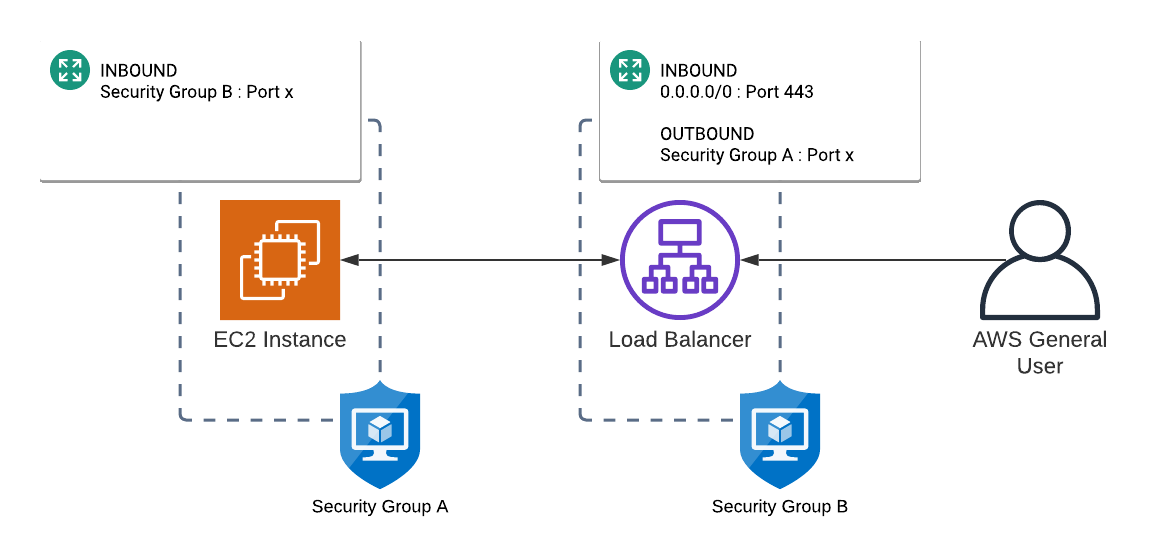 INBOUND
Security Group B : Port x
INBOUND
0.0.0.0/0 : Port 443
OUTBOUND
Security Group A : Port x
EC2 Instance
Load Balancer
AWS General
User
Security Group A
Security Group B